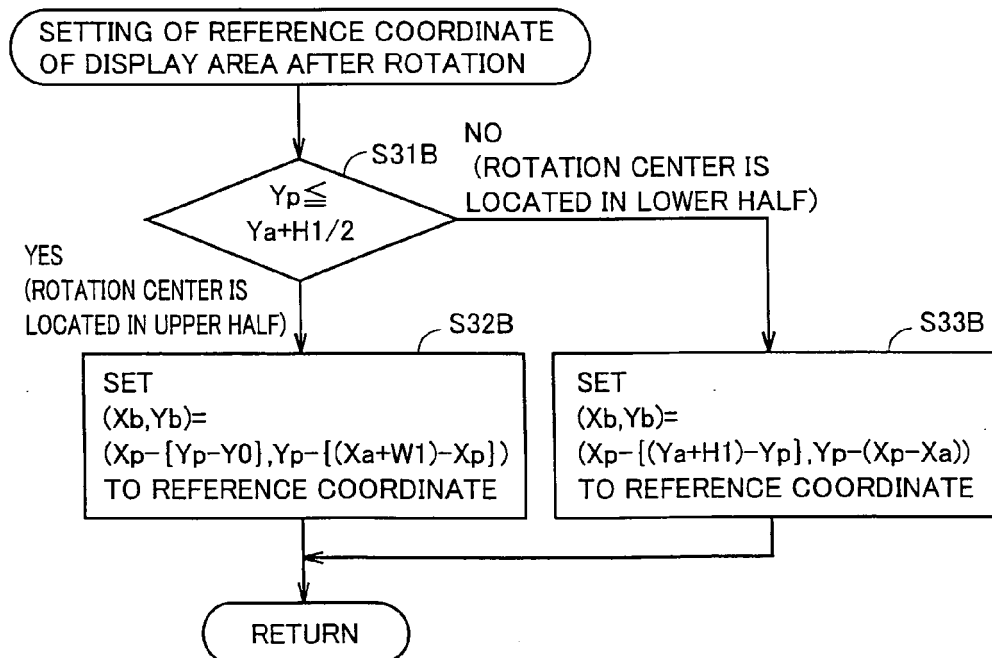 SETTING OF REFERENCE COORDINATE
OF DISPLAY AREA AFTER ROTATION
S31B
Yp≦
Ya+H1/2
NO
(ROTATION CENTER IS
LOCATED IN LOWER HALF)
YES
(ROTATION CENTER IS
LOCATED IN UPPER HALF)
S32B
SET
(Xb,Yb)=
(Xp-{Yp-Y0},Yp-{(Xa+W1)-Xp})
TO REFERENCE COORDINATE
S33B
SET
(Xb,Yb)=
(Xp-{(Ya+H1)-Yp},Yp-(Xp-Xa))
TO REFERENCE COORDINATE
RETURN